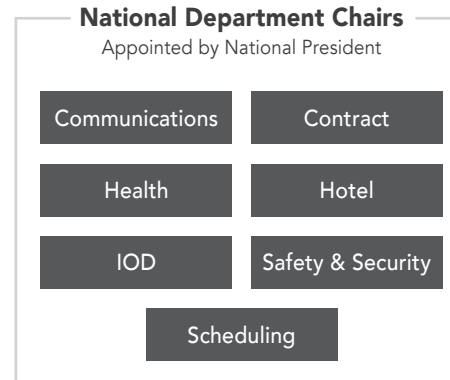 National Department Chairs
Appointed by National President
Communications
Contract
Health
Hotel
IOD
Safety & Security
Scheduling